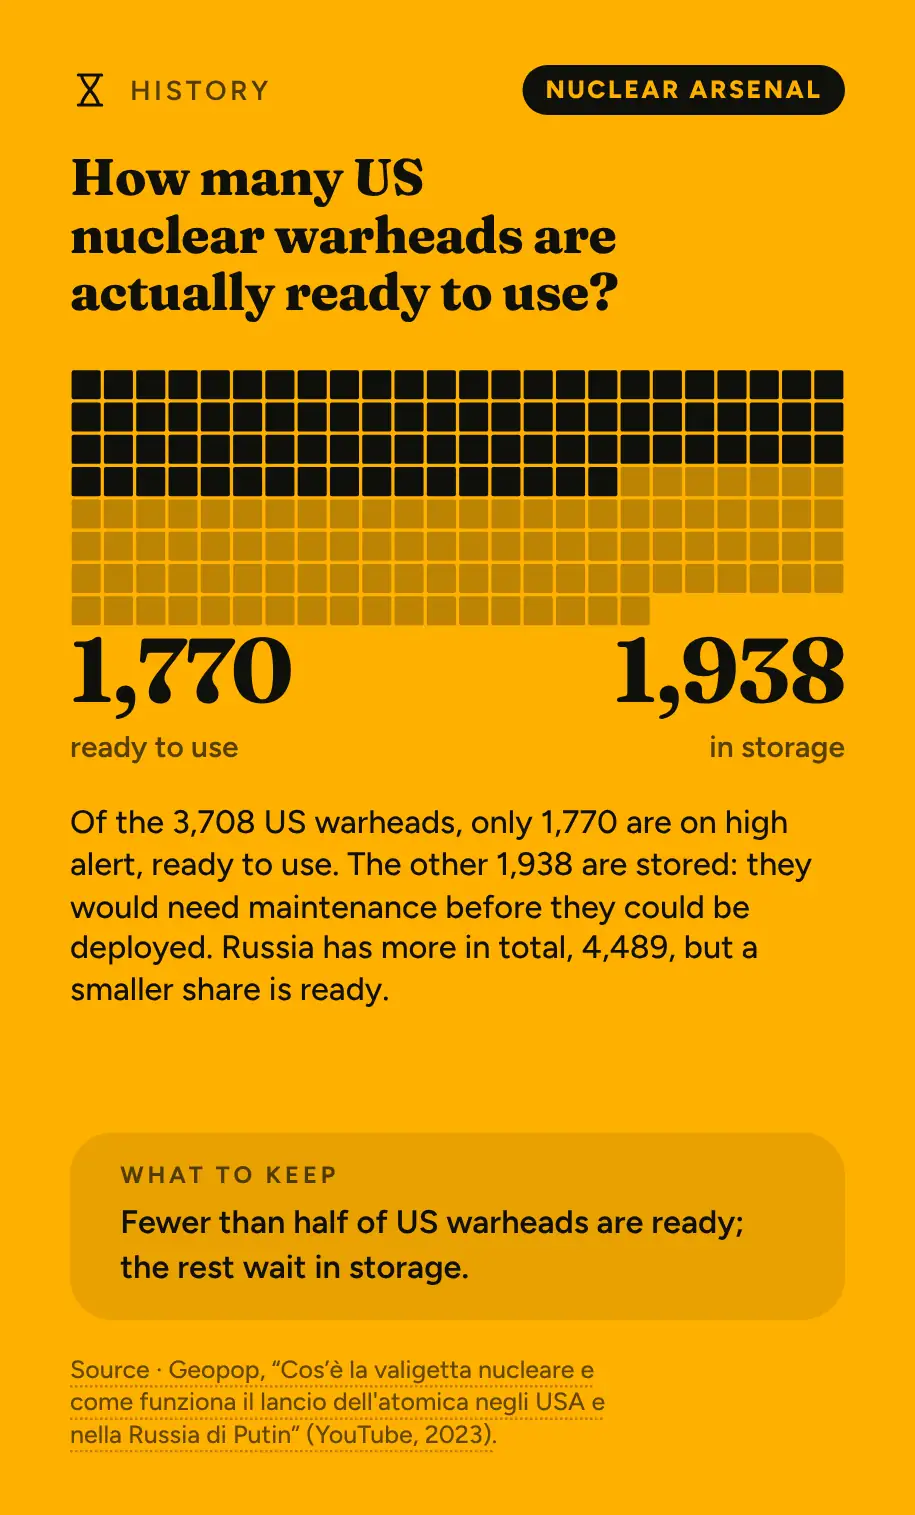 HISTORY
NUCLEAR ARSENAL
How many US
nuclear warheads are
actually ready to use?
1,770
1,938
ready to use
in storage
Of the 3,708 US warheads, only 1,770 are on high
alert, ready to use. The other 1,938 are stored: they
would need maintenance before they could be
deployed. Russia has more in total, 4,489, but a
smaller share is ready.
WHAT TO KEEP
Fewer than half of US warheads are ready;
the rest wait in storage.
Source · Geopop, “Cos’è la valigetta nucleare e
come funziona il lancio dell'atomica negli USA e
nella Russia di Putin” (YouTube, 2023).